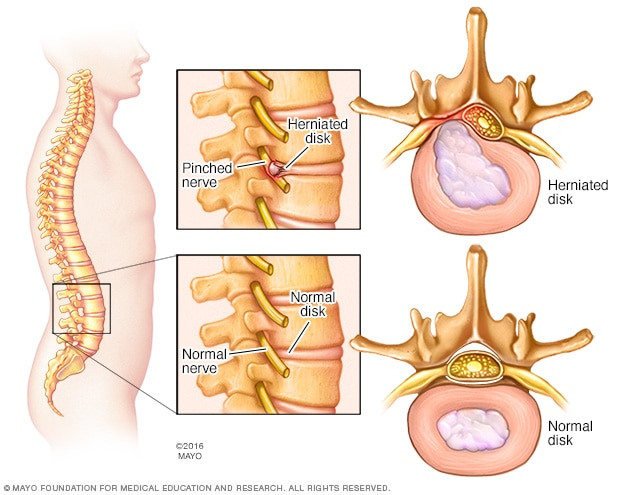 Herniated
disk
Pinched
nerve
Herniated
disk
Normal
disk
Normal
nerve
Normal
disk
©2016
MAYO
© MAYO FOUNDATION FOR MEDICAL EDUCATION AND RESEARCH. ALL RIGHTS RESERVED.